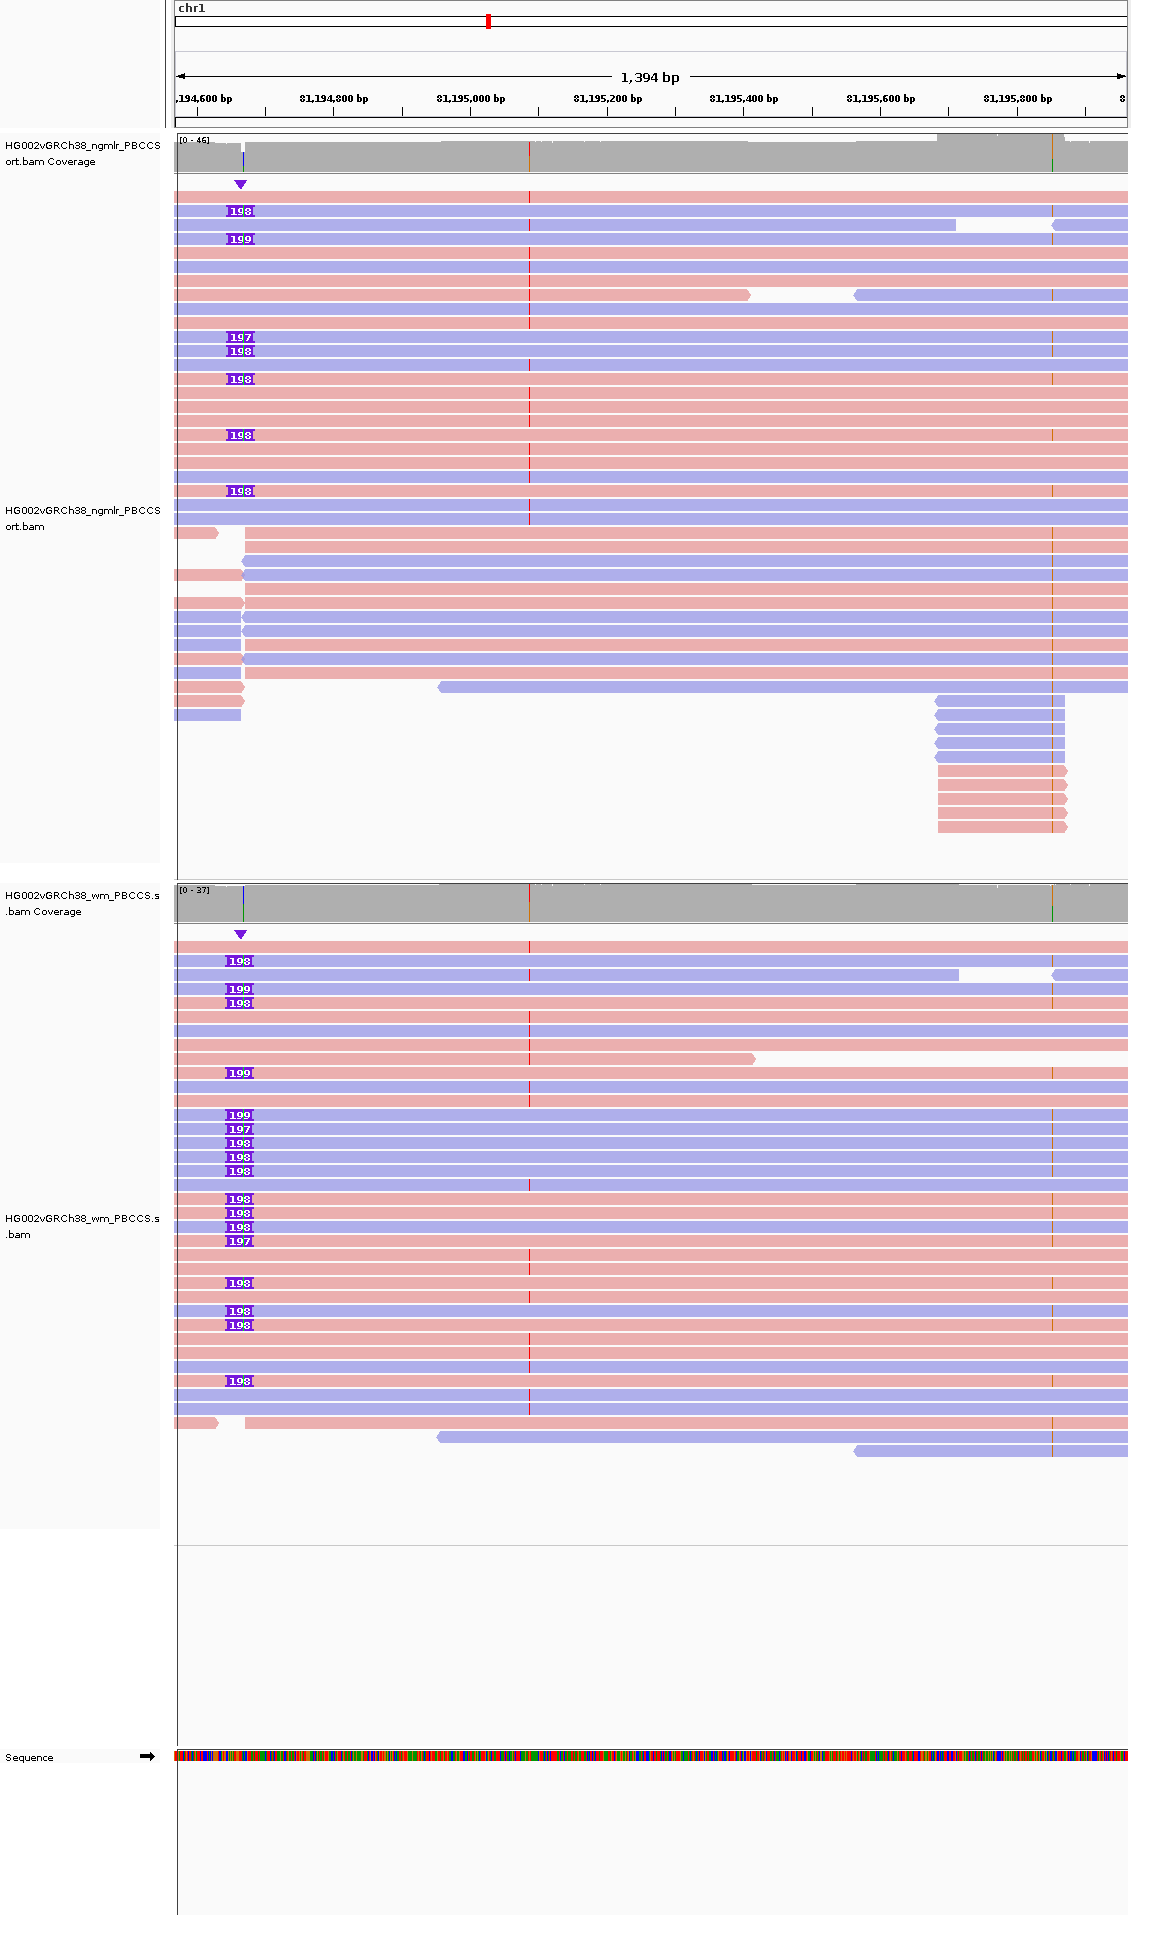 chr1
1,394 bp
,194,600 bp 81,194,800 bp 81,195,000 bp 81,195,200 bp 81,195,400 bp 81,195,600 bp 81,195,800 bp 8
HG002vGRCh38_ngmlr_PBCCS
ort.bam Coverage
[0 - 46]
198
199
197
198
198
198
HG002vGRCh38_ngmlr_PBCCS
ort.bam
198
HG002vGRCh38_wm_PBCCS.s
.bam Coverage
[0 - 37]
198
199
198
199
199
197
198
198
198
198
198
HG002vGRCh38_wm_PBCCS.s
.bam
198
197
198
198
198
198
Sequence